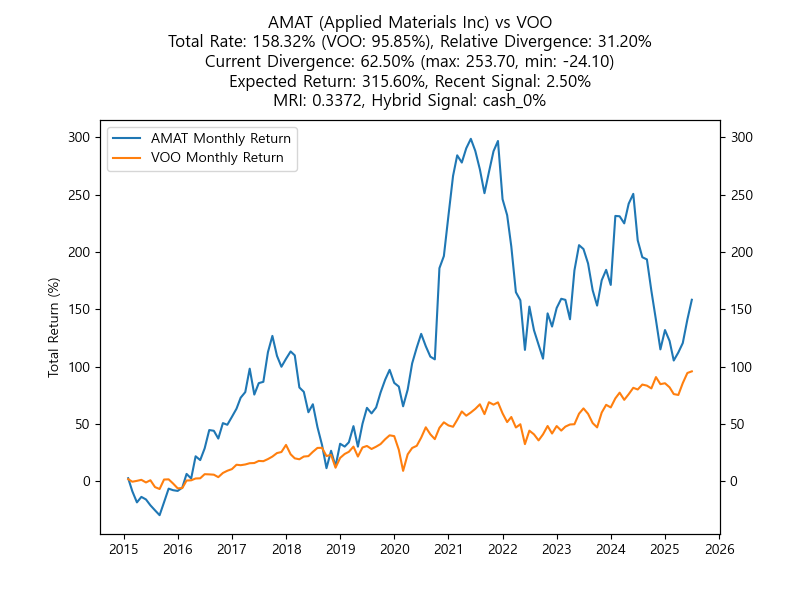 AMAT (Applied Materials Inc) vs VOO
Total Rate: 158.32% (VOO: 95.85%), Relative Divergence: 31.20%
Current Divergence: 62.50% (max: 253.70, min: -24.10)
Expected Return: 315.60%, Recent Signal: 2.50%
MRI: 0.3372, Hybrid Signal: cash_0%
AMAT Monthly Return
VOO Monthly Return
Total Return (%)
300
250
200
150
100
50
0
300
250
200
150
100
50
0
2015 2016 2017 2018 2019 2020 2021 2022 2023 2024 2025 2026